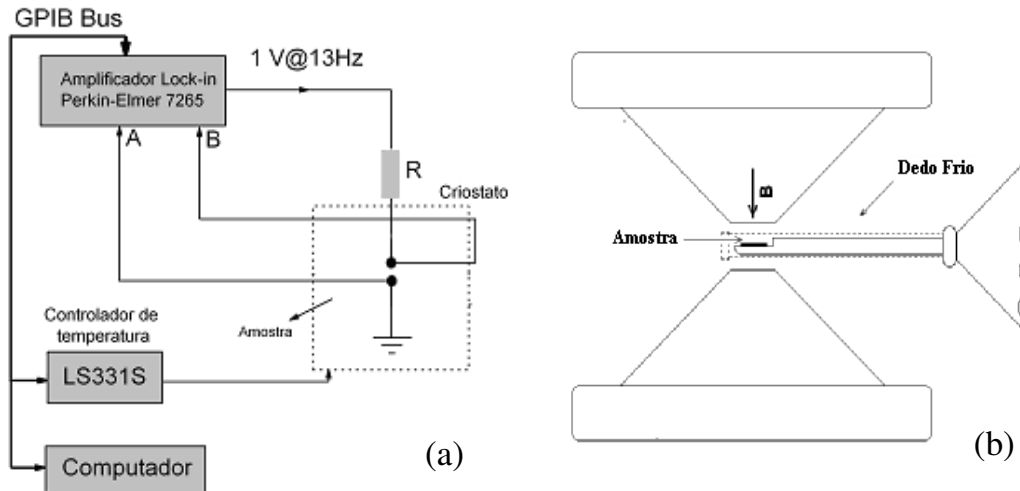 GPIB Bus
Amplificador Lock-in
Perkin-Elmer 7265
1 V@13Hz
A
B
R
Criostato
Controlador de
temperatura
Amostra
LS331S
Computador
(a)
B
Dedo Frio
Amostra
(b)